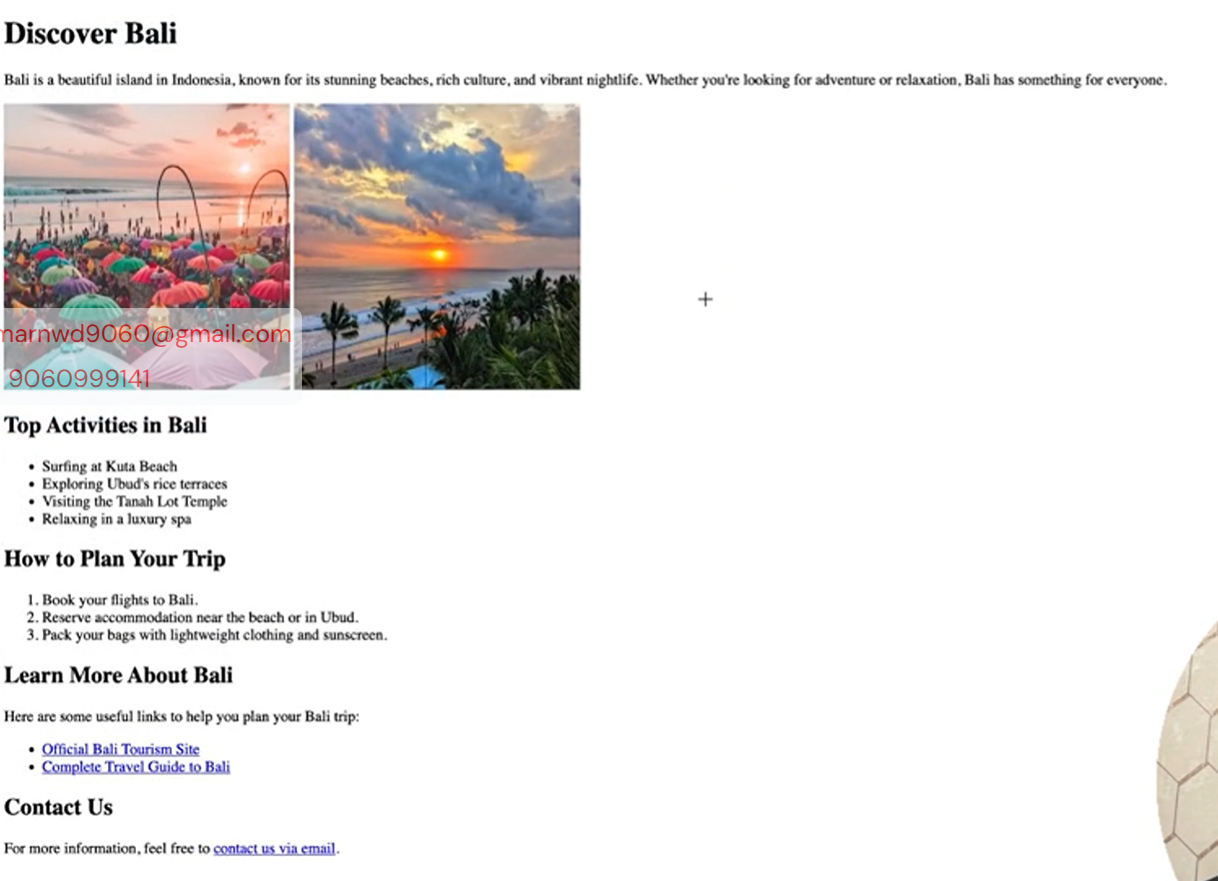 Discover Bali
Bali is a beautiful island in Indonesia, known for its stunning beaches, rich culture, and vibrant nightlife. Whether you're looking for adventure or relaxation, Bali has something for everyone.
marnwd9060@gmail.com
9060999141
Top Activities in Bali
• Surfing at Kuta Beach
• Exploring Ubud's rice terraces
• Visiting the Tanah Lot Temple
• Relaxing in a luxury spa
How to Plan Your Trip
1. Book your flights to Bali.
2. Reserve accommodation near the beach or in Ubud.
3. Pack your bags with lightweight clothing and sunscreen.
Learn More About Bali
Here are some useful links to help you plan your Bali trip:
• Official Bali Tourism Site
• Complete Travel Guide to Bali
Contact Us
For more information, feel free to contact us via email.